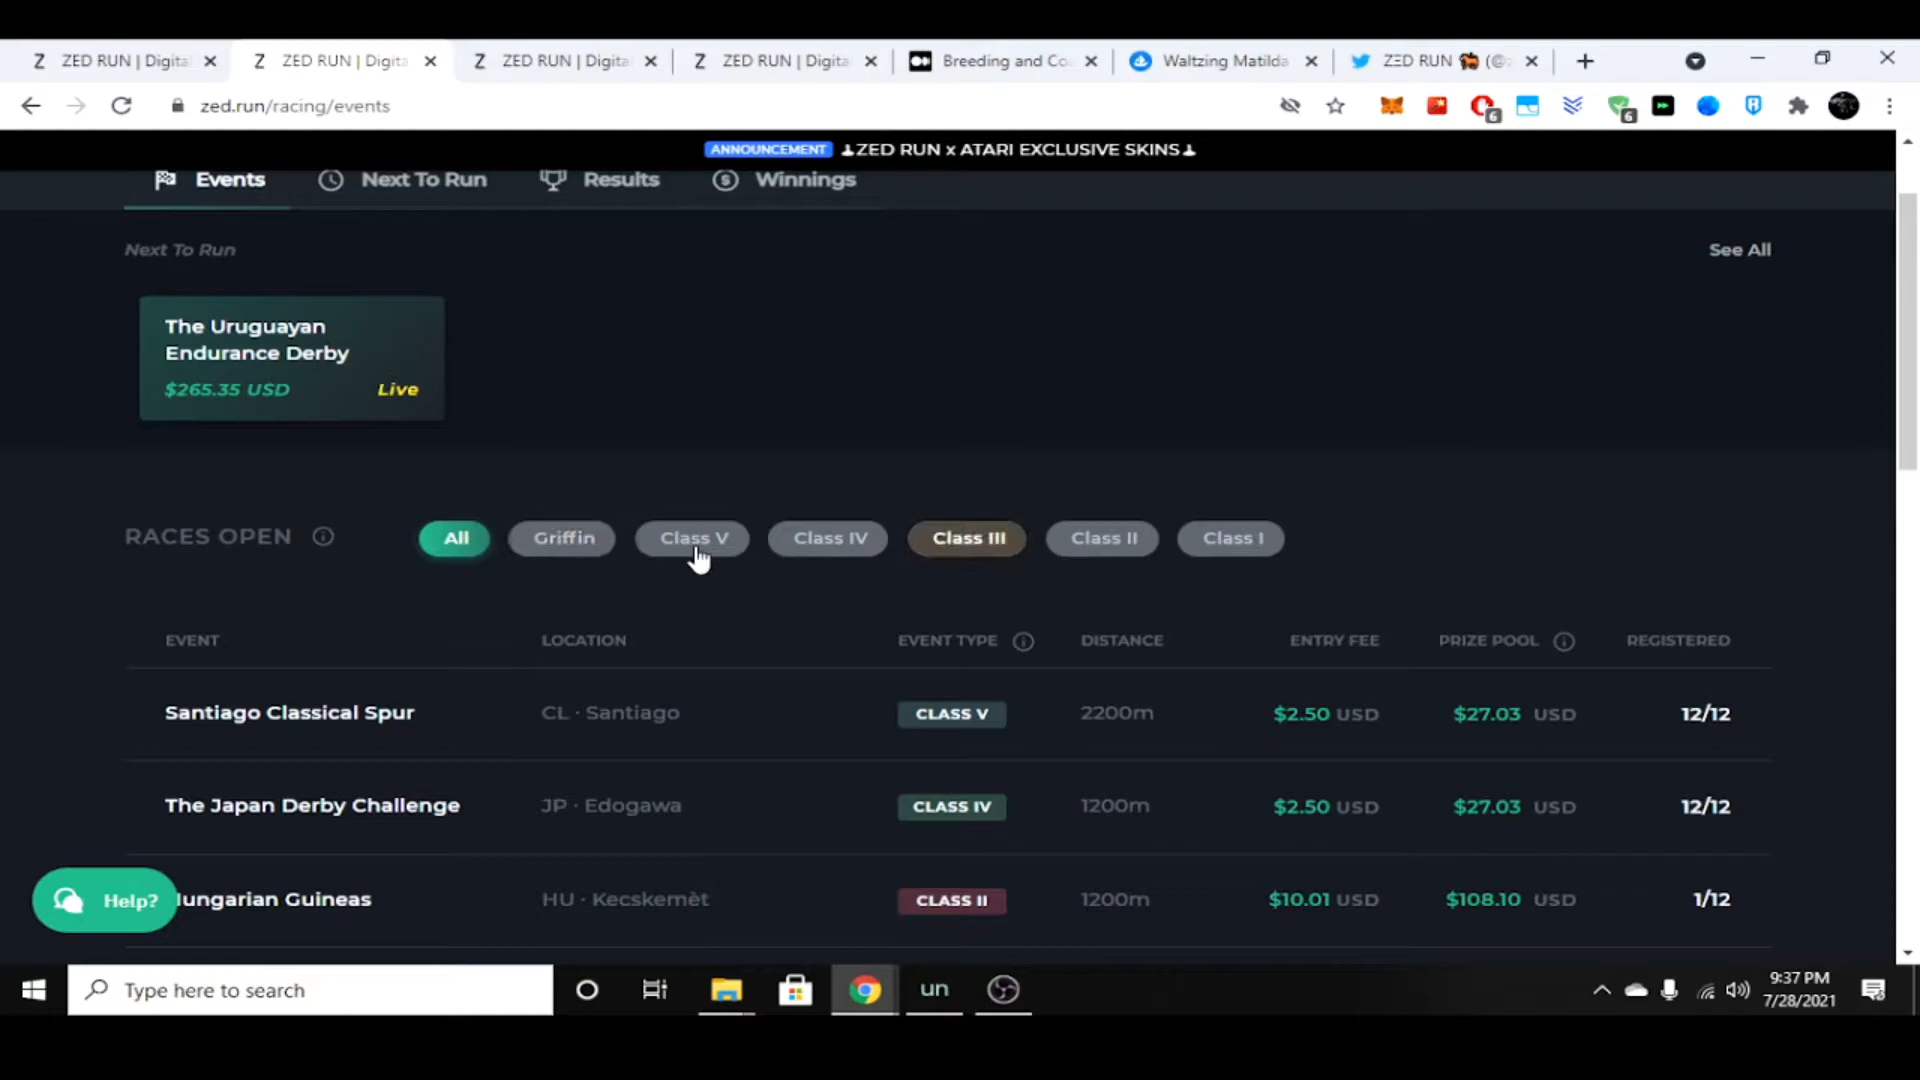 ZED RUN | Digita
ZED RUN | Digita
ZED RUN | Digita
ZED RUN | Digita
Breeding and Co
Waltzing Matilda
ZED RUN
zed.run/racing/events
6
6
ANNOUNCEMENT ZED RUN x ATARI EXCLUSIVE SKINS
Events
Next To Run
Results
Winnings
Next To Run
See All
The Uruguayan
Endurance Derby
$265.35 USD
Live
RACES OPEN
All
Griffin
Class V
Class IV
Class III
Class II
Class I
EVENT LOCATION EVENT TYPE DISTANCE ENTRY FEE PRIZE POOL REGISTERED
Santiago Classical Spur CL · Santiago CLASS V 2200m $2.50 USD $27.03 USD 12/12
The Japan Derby Challenge JP · Edogawa CLASS IV 1200m $2.50 USD $27.03 USD 12/12
Hungarian Guineas HU · Kecskemèt CLASS II 1200m $10.01 USD $108.10 USD 1/12
Help?
Type here to search
un
9:37 PM
7/28/2021